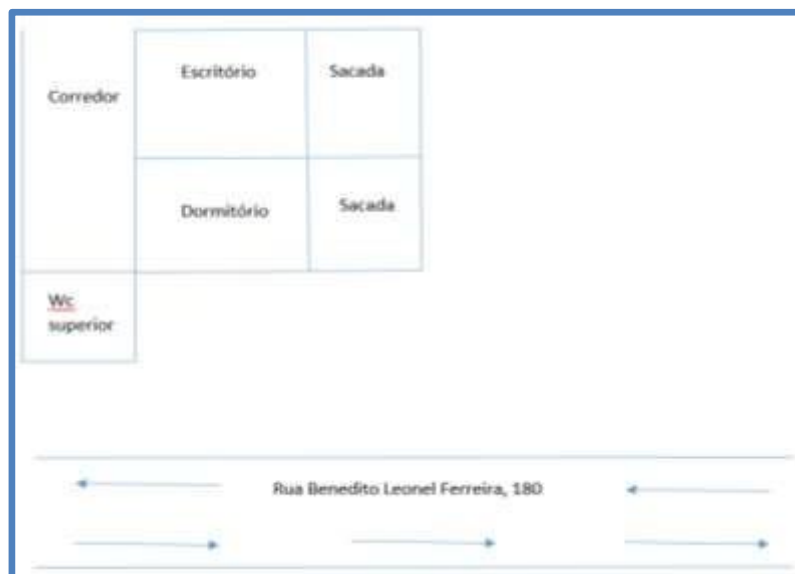 Corredor
Escritório
Sacada
Dormitório
Sacada
Wc
superior
Rua Benedito Leonel Ferreira, 180